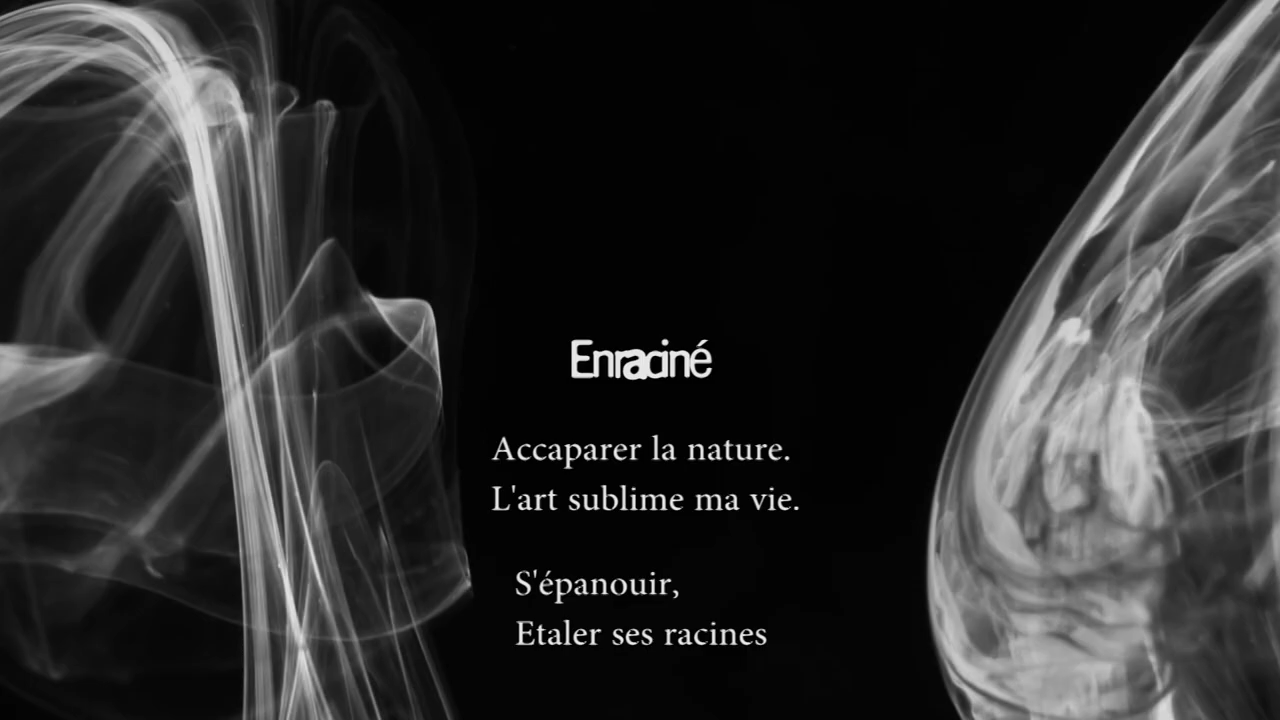 Enraciné
Accaparer la nature.
L'art sublime ma vie.
S'épanouir,
Etaler ses racines